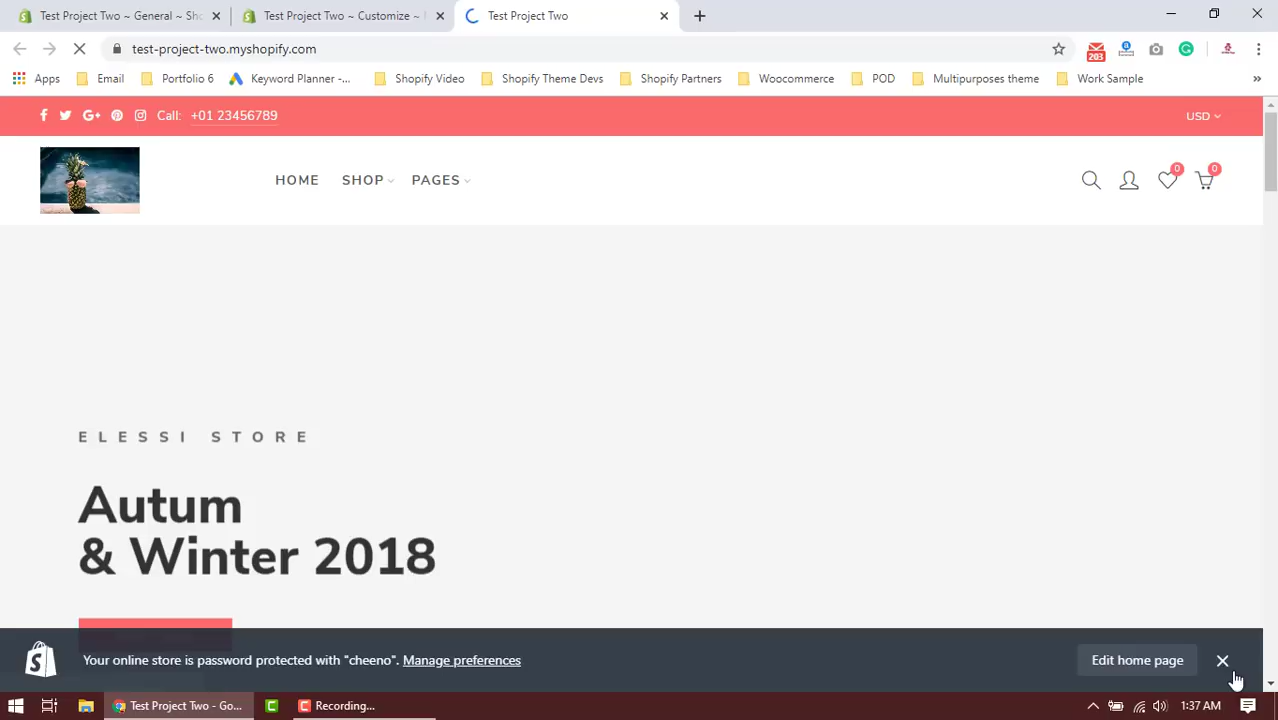 Test Project Two ~ General ~ Sho
Test Project Two ~ Customize ~
Test Project Two
test-project-two.myshopify.com
203
Apps
Email
Portfolio 6
Keyword Planner -...
Shopify Video
Shopify Theme Devs
Shopify Partners
Woocommerce
POD
Multipurposes theme
Work Sample
»
Call: +01 23456789
USD
HOME
SHOP
PAGES
0
0
ELESSI STORE
Autum
& Winter 2018
Your online store is password protected with "cheeno". Manage preferences
Edit home page
Test Project Two - Go...
Recording...
1:37 AM